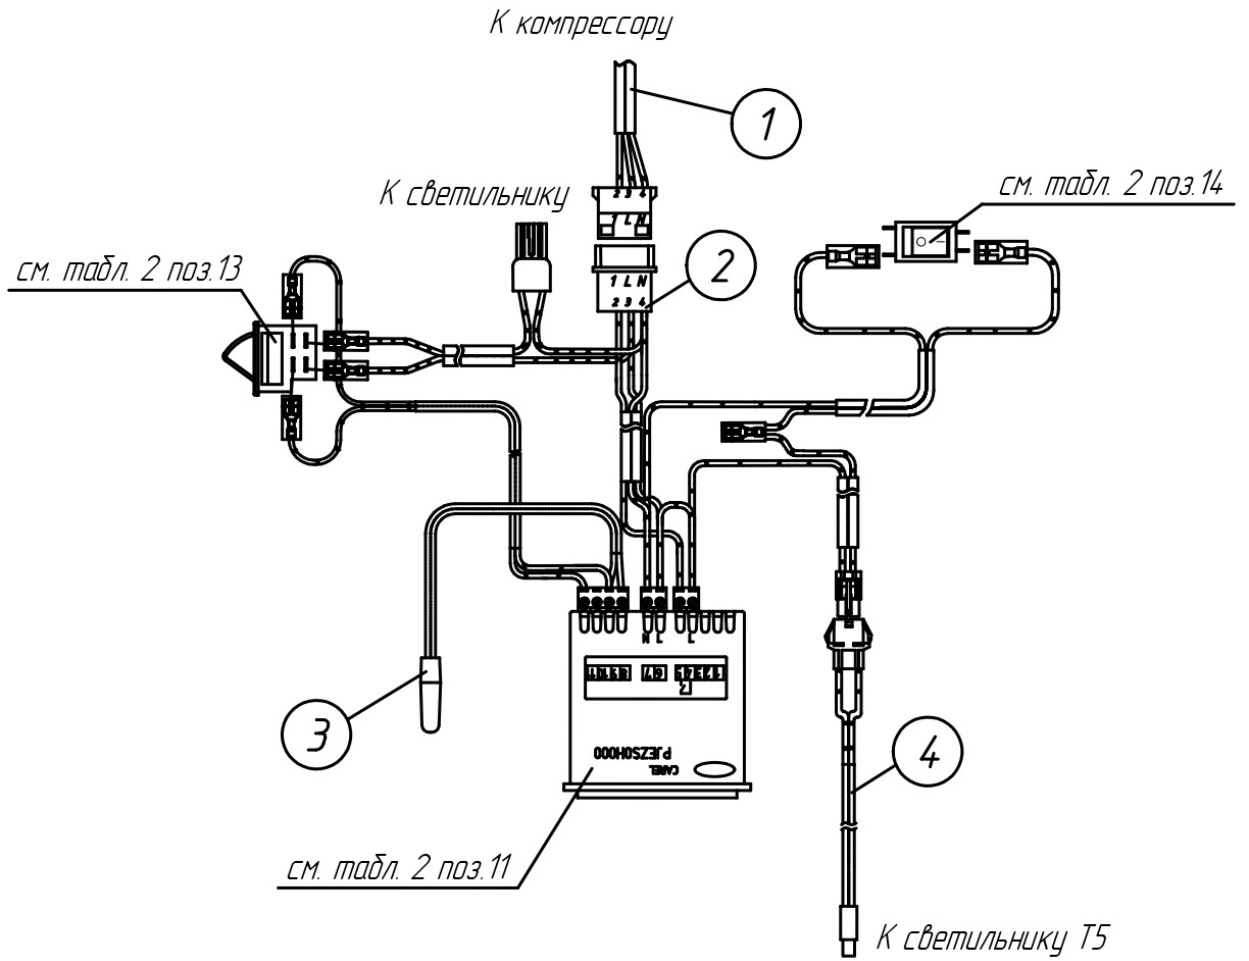 К компрессору
1
К светильнику
2 3 4
1 L N
см. табл. 2 поз.14
см. табл. 2 поз.13
2
1 L N
2 3 4
N L L
3
4
PJEZS0H000
CAREL
см. табл. 2 поз.11
К светильнику Т5